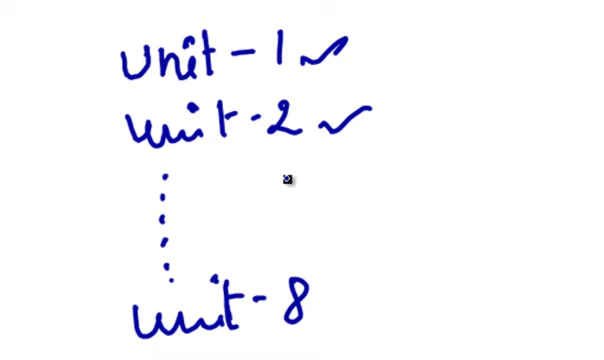 Unit - 1 ✓
Unit - 2 ✓
⋮
Unit - 8